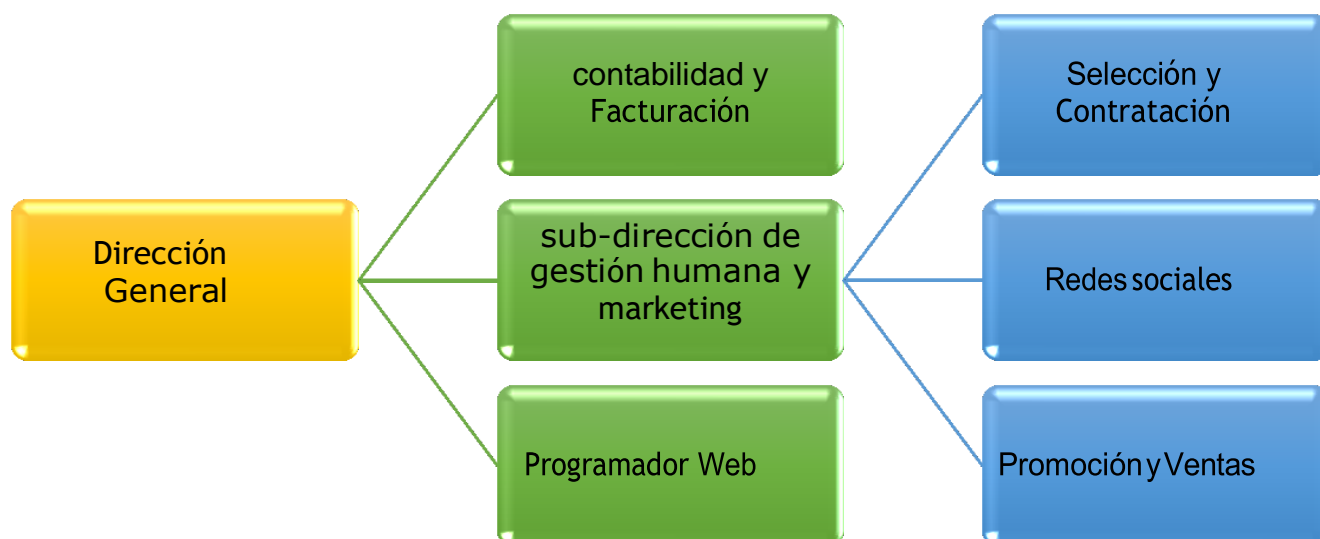 Dirección
General
contabilidad y
Facturación
sub-dirección de
gestión humana y
marketing
Programador Web
Selección y
Contratación
Redes sociales
Promoción y Ventas